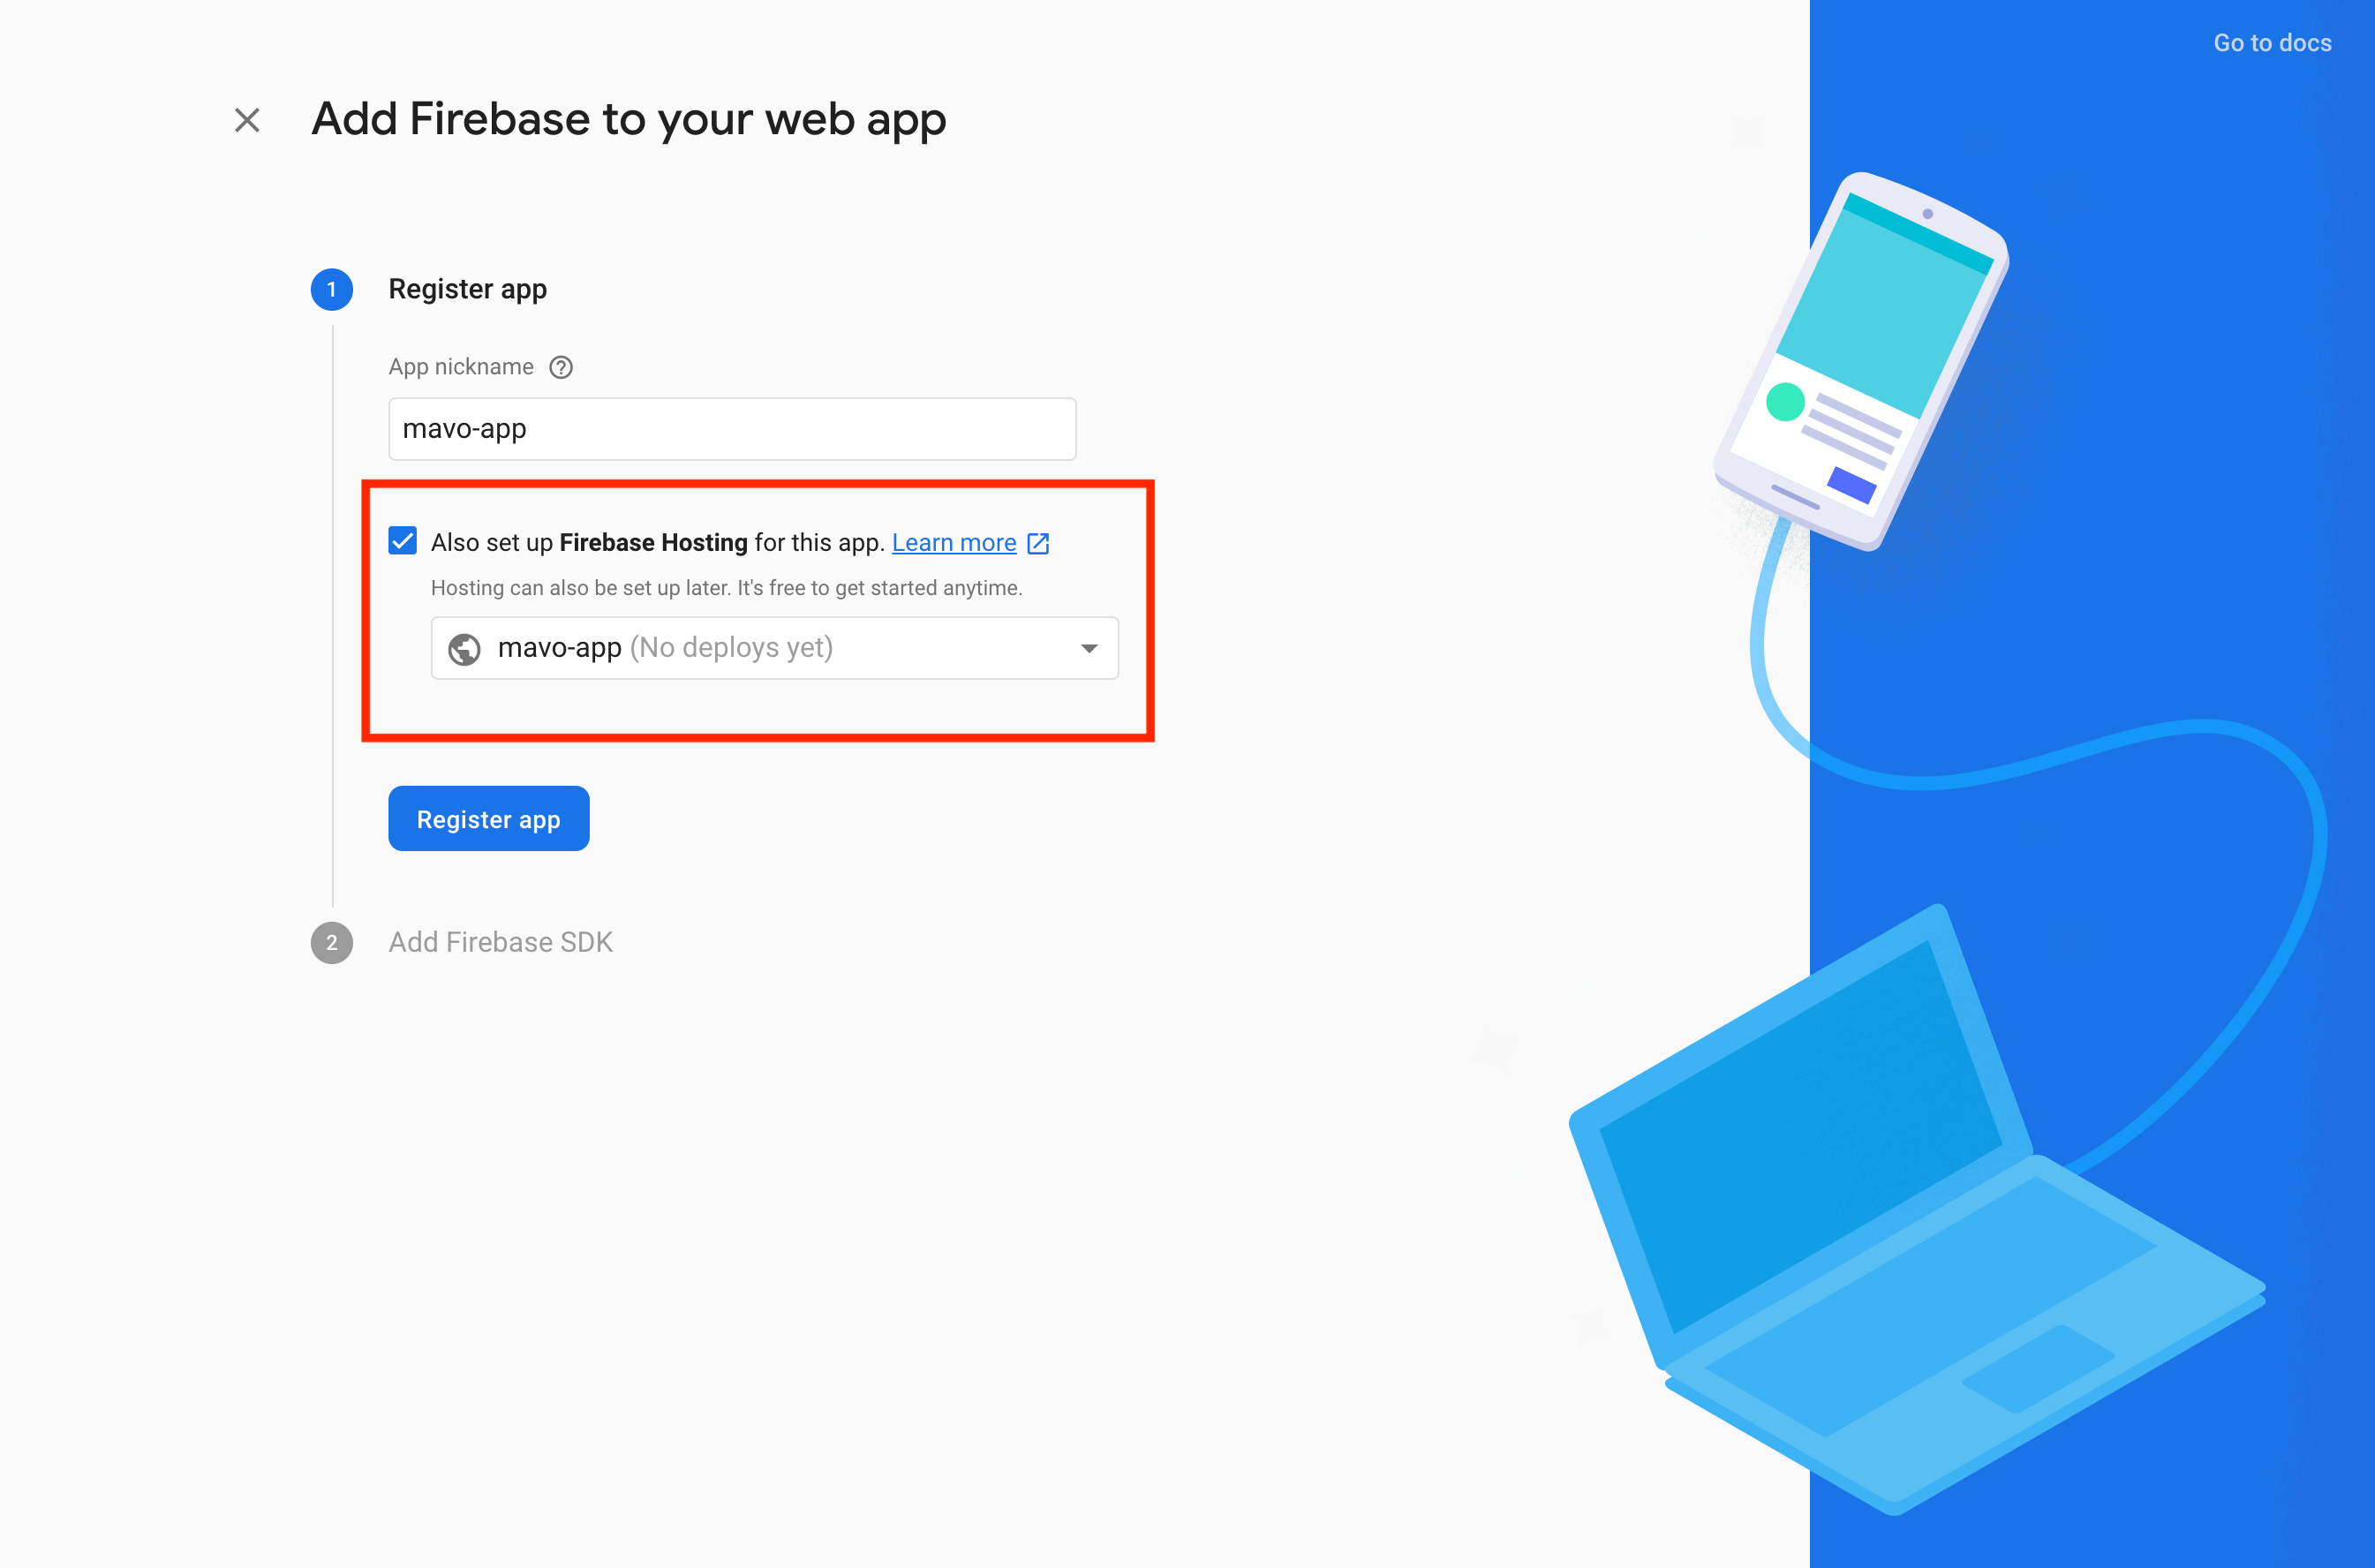 Go to docs
Add Firebase to your web app
1 Register app
App nickname
mavo-app
Also set up Firebase Hosting for this app. Learn more
Hosting can also be set up later. It's free to get started anytime.
mavo-app (No deploys yet)
Register app
2 Add Firebase SDK